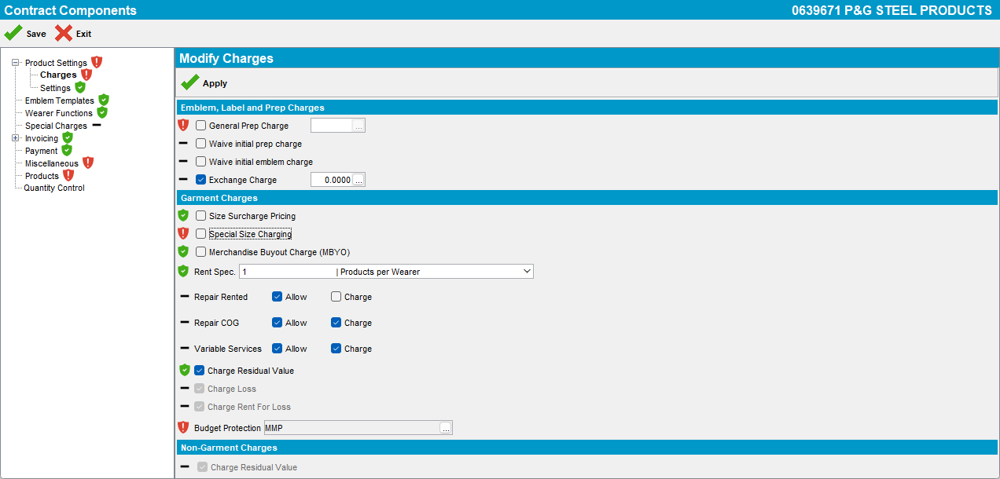 Contract Components 0639671 P&G STEEL PRODUCTS
Save Exit
Product Settings
Charges
Settings
Emblem Templates
Wearer Functions
Special Charges
Invoicing
Payment
Miscellaneous
Products
Quantity Control
Modify Charges
Apply
Emblem, Label and Prep Charges
General Prep Charge ...
Waive initial prep charge
Waive initial emblem charge
Exchange Charge 0.0000 ...
Garment Charges
Size Surcharge Pricing
Special Size Charging
Merchandise Buyout Charge (MBYO)
Rent Spec. 1 | Products per Wearer
Repair Rented Allow Charge
Repair COG Allow Charge
Variable Services Allow Charge
Charge Residual Value
Charge Loss
Charge Rent For Loss
Budget Protection MMP ...
Non-Garment Charges
Charge Residual Value